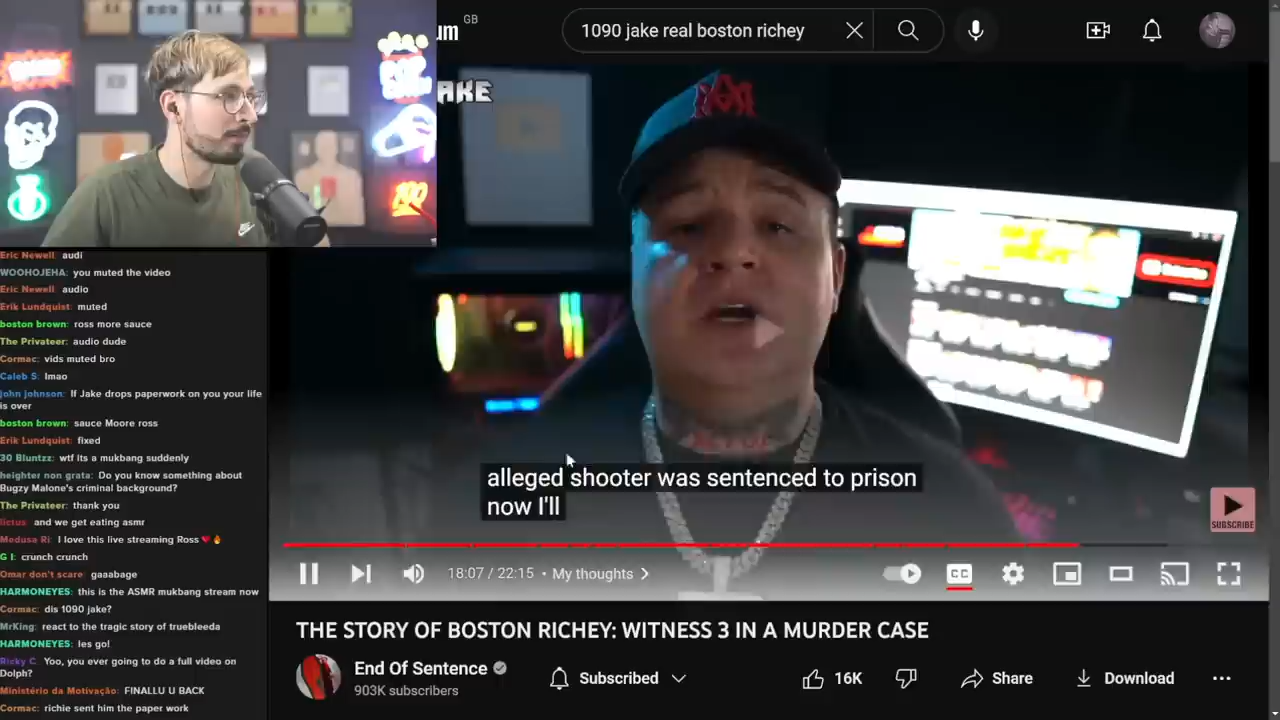 um GB
1090 jake real boston richey
AKE
Eric Newell: audi
WOOHOJEHA: you muted the video
Eric Newell: audio
Erik Lundquist: muted
boston brown: ross more sauce
The Privateer: audio dude
Cormac: vids muted bro
Caleb S: lmao
john johnson: If Jake drops paperwork on you your life
is over
boston brown: sauce Moore ross
Erik Lundquist: fixed
30 Bluntzz: wtf its a mukbang suddenly
heighter non grata: Do you know something about
Bugzy Malone's criminal background?
The Privateer: thank you
lictus: and we get eating asmr
Medusa Ri: I love this live streaming Ross
G I: crunch crunch
Omar don't scare: gaaabage
HARMONEYES: this is the ASMR mukbang stream now
Cormac: dis 1090 jake?
MrKing: react to the tragic story of truebleeda
HARMONEYES: les go!
Ricky C: Yoo, you ever going to do a full video on
Dolph?
Ministério da Motivação: FINALLU U BACK
Cormac: richie sent him the paper work
alleged shooter was sentenced to prison
now I'll
SUBSCRIBE
18:07 / 22:15 • My thoughts
CC
THE STORY OF BOSTON RICHEY: WITNESS 3 IN A MURDER CASE
End Of Sentence
903K subscribers
Subscribed
16K
Share
Download